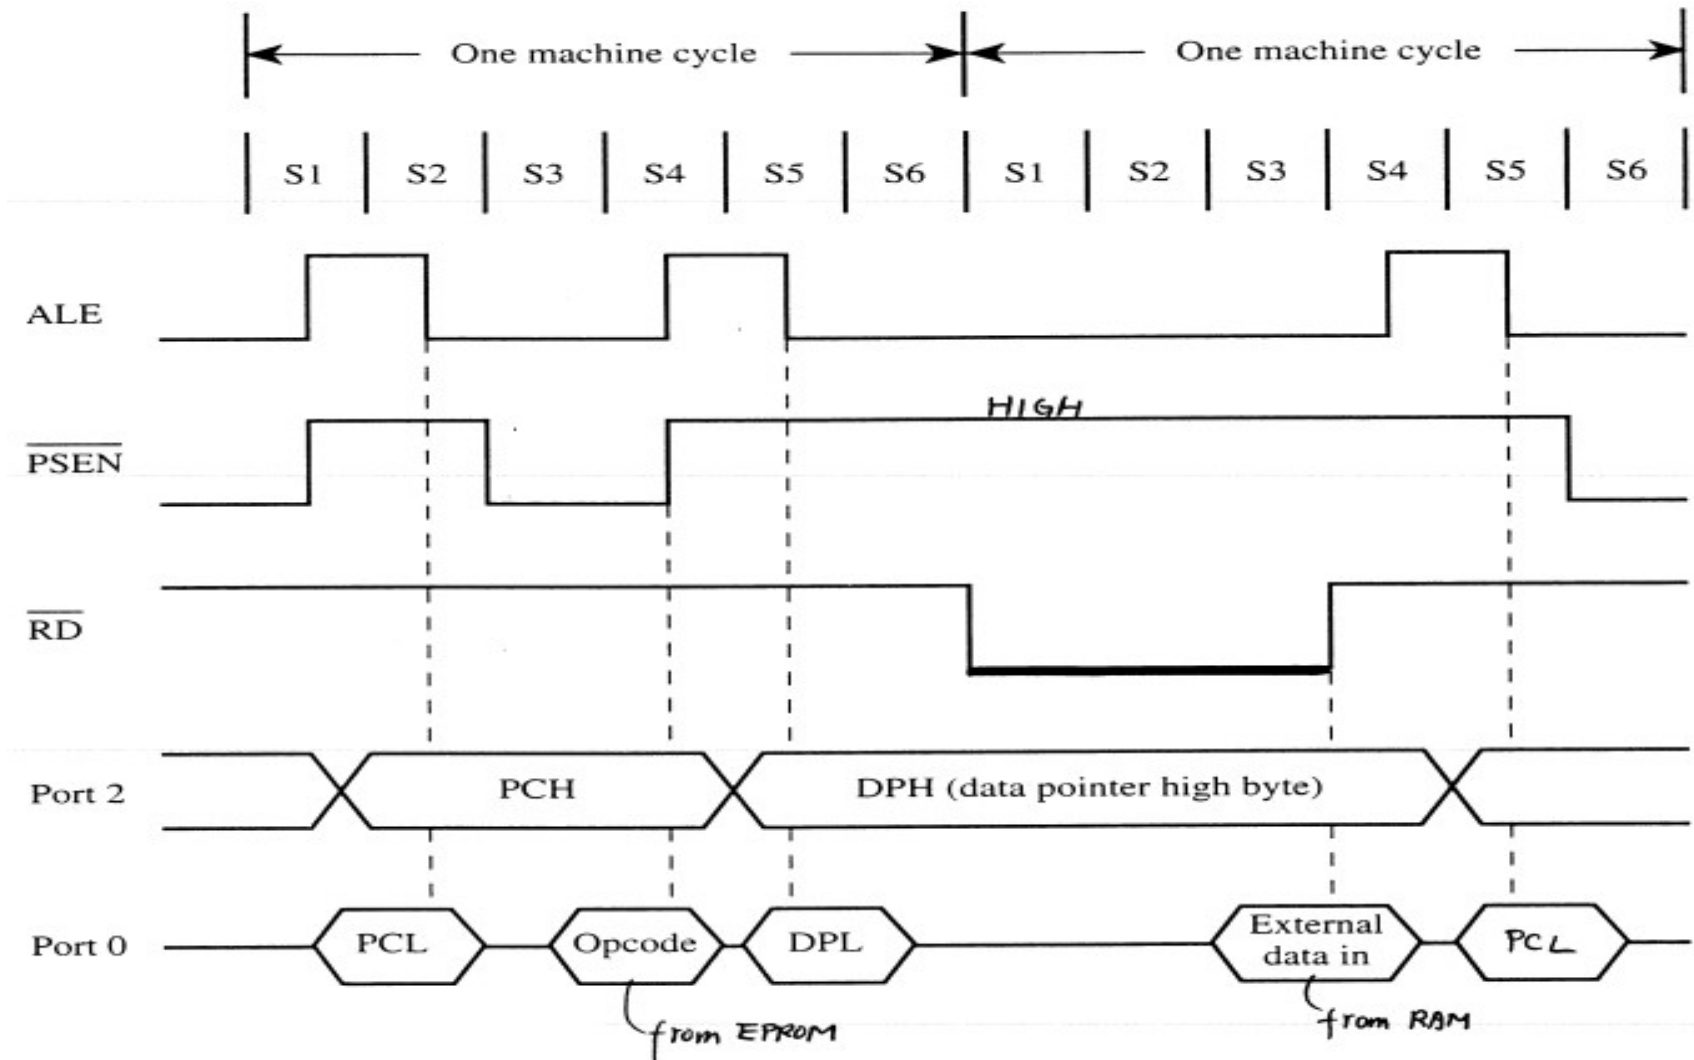 One machine cycle One machine cycle
S1 S2 S3 S4 S5 S6 S1 S2 S3 S4 S5 S6
ALE
HIGH
PSEN
RD
Port 2 PCH DPH (data pointer high byte)
Port 0 PCL Opcode DPL External data in PCL
from EPROM from RAM